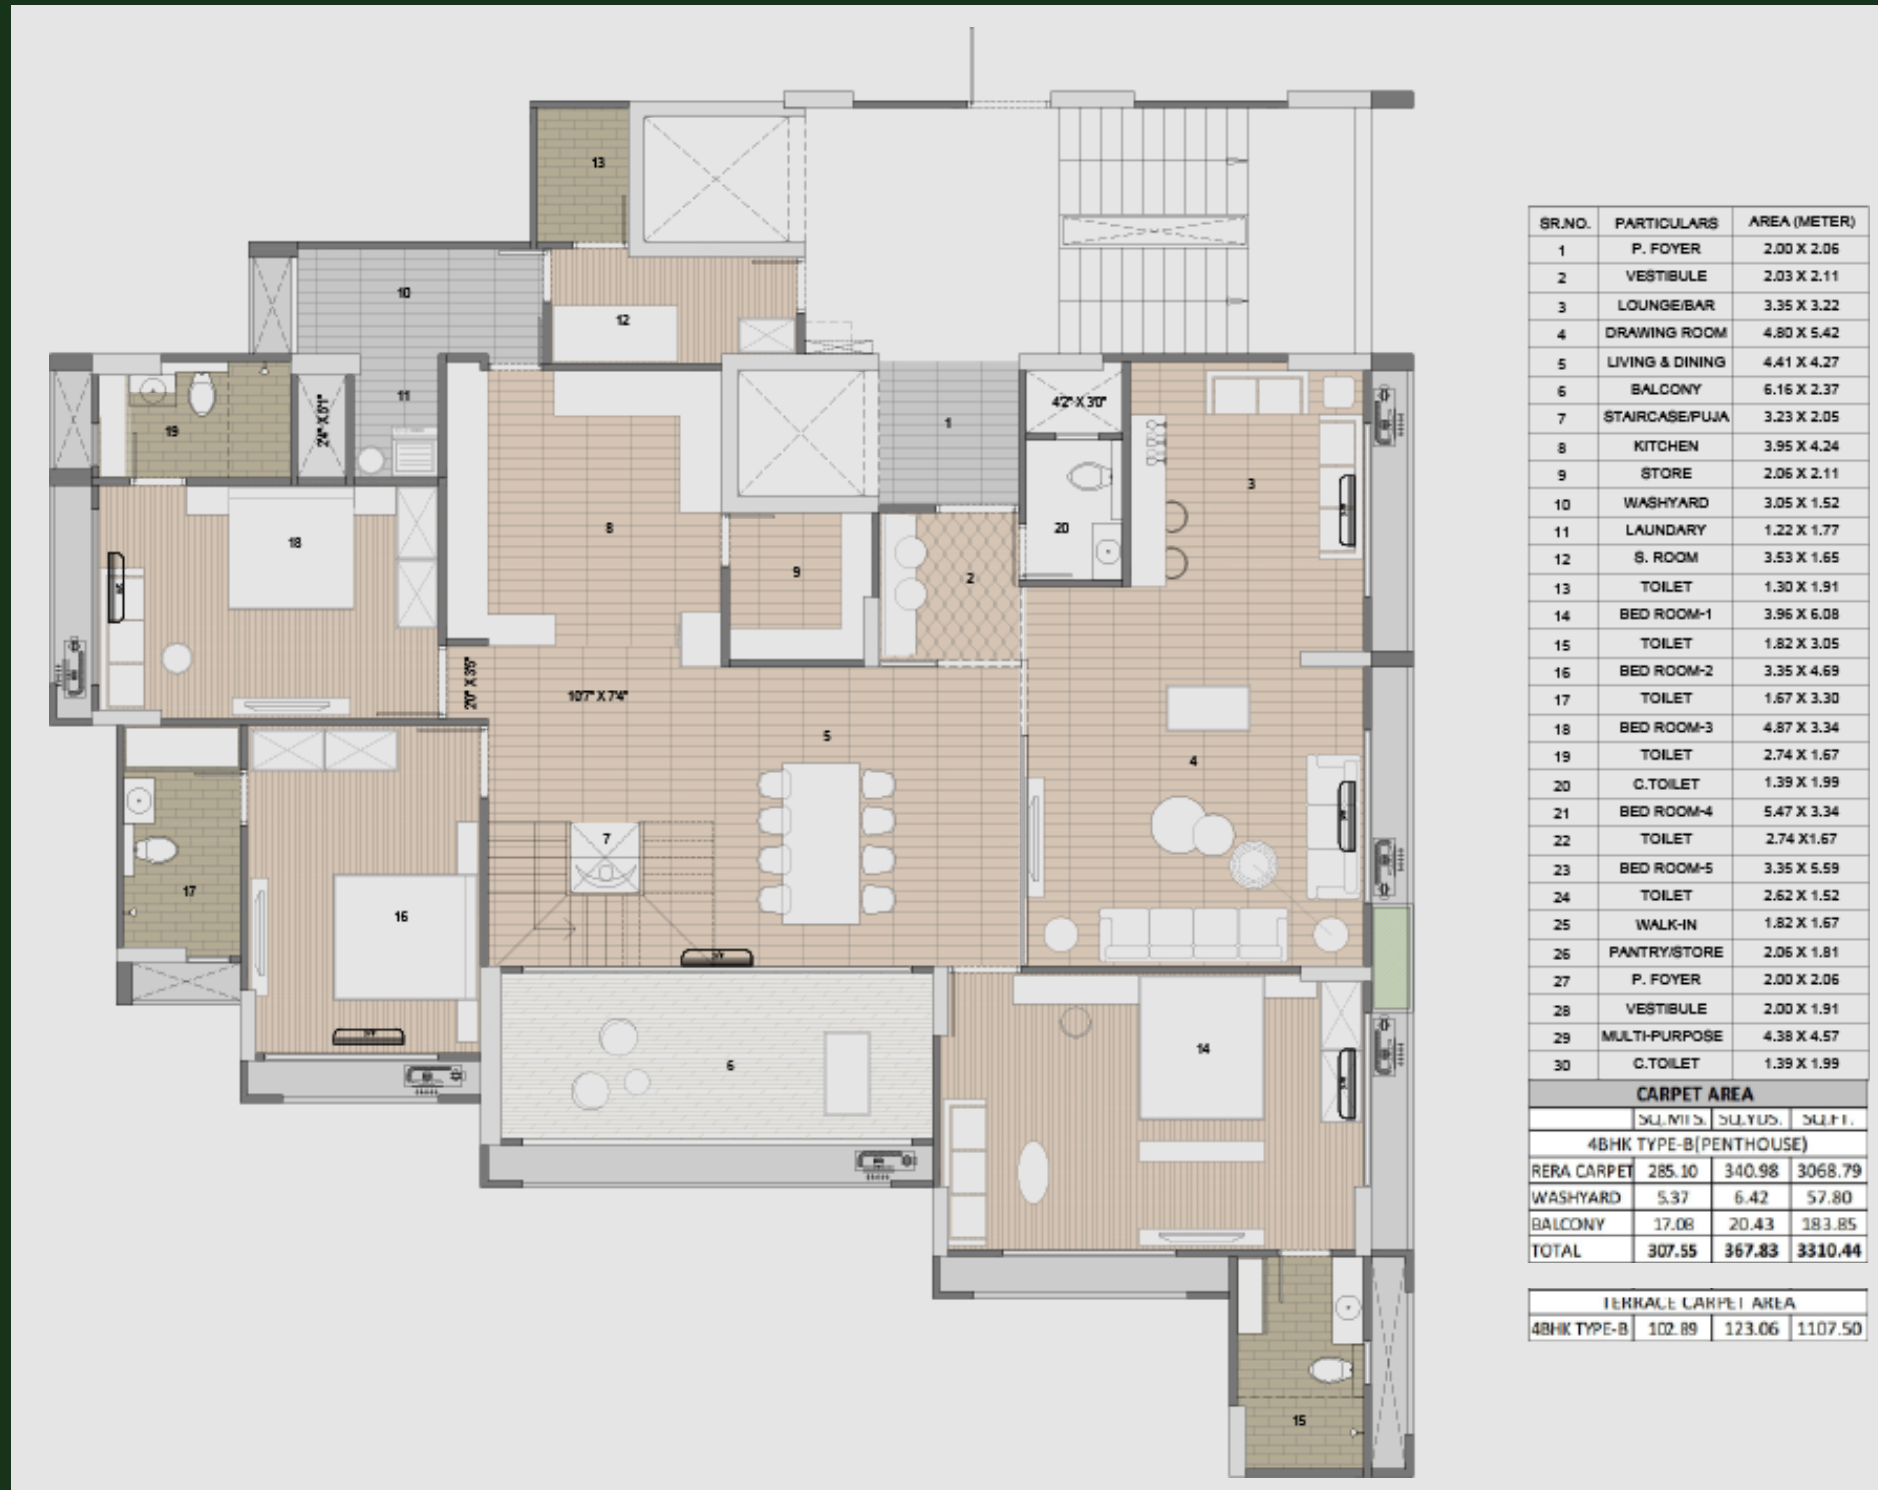 13
10
12
11
19
2'4" X 5'1"
4'2" X 3'0"
1
3
18
8
20
9
2
2'0" X 3'5"
10'7" X 7'4"
5
4
7
17
16
6
14
15
SR.NO. PARTICULARS AREA (METER)
1 P. FOYER 2.00 X 2.06
2 VESTIBULE 2.03 X 2.11
3 LOUNGE/BAR 3.35 X 3.22
4 DRAWING ROOM 4.80 X 5.42
5 LIVING & DINING 4.41 X 4.27
6 BALCONY 6.16 X 2.37
7 STAIRCASE/PUJA 3.23 X 2.05
8 KITCHEN 3.95 X 4.24
9 STORE 2.06 X 2.11
10 WASHYARD 3.05 X 1.52
11 LAUNDARY 1.22 X 1.77
12 S. ROOM 3.53 X 1.65
13 TOILET 1.30 X 1.91
14 BED ROOM-1 3.96 X 6.08
15 TOILET 1.82 X 3.05
16 BED ROOM-2 3.35 X 4.69
17 TOILET 1.67 X 3.30
18 BED ROOM-3 4.87 X 3.34
19 TOILET 2.74 X 1.67
20 C.TOILET 1.39 X 1.99
21 BED ROOM-4 5.47 X 3.34
22 TOILET 2.74 X1.67
23 BED ROOM-5 3.35 X 5.59
24 TOILET 2.62 X 1.52
25 WALK-IN 1.82 X 1.67
26 PANTRY/STORE 2.06 X 1.81
27 P. FOYER 2.00 X 2.06
28 VESTIBULE 2.00 X 1.91
29 MULTI-PURPOSE 4.38 X 4.57
30 C.TOILET 1.39 X 1.99
CARPET AREA
SQ.MTS. SQ.YDS. SQ.FT.
4BHK TYPE-B(PENTHOUSE)
RERA CARPET 285.10 340.98 3068.79
WASHYARD 5.37 6.42 57.80
BALCONY 17.08 20.43 183.85
TOTAL 307.55 367.83 3310.44
TERRACE CARPET AREA
4BHK TYPE-B 102.89 123.06 1107.50